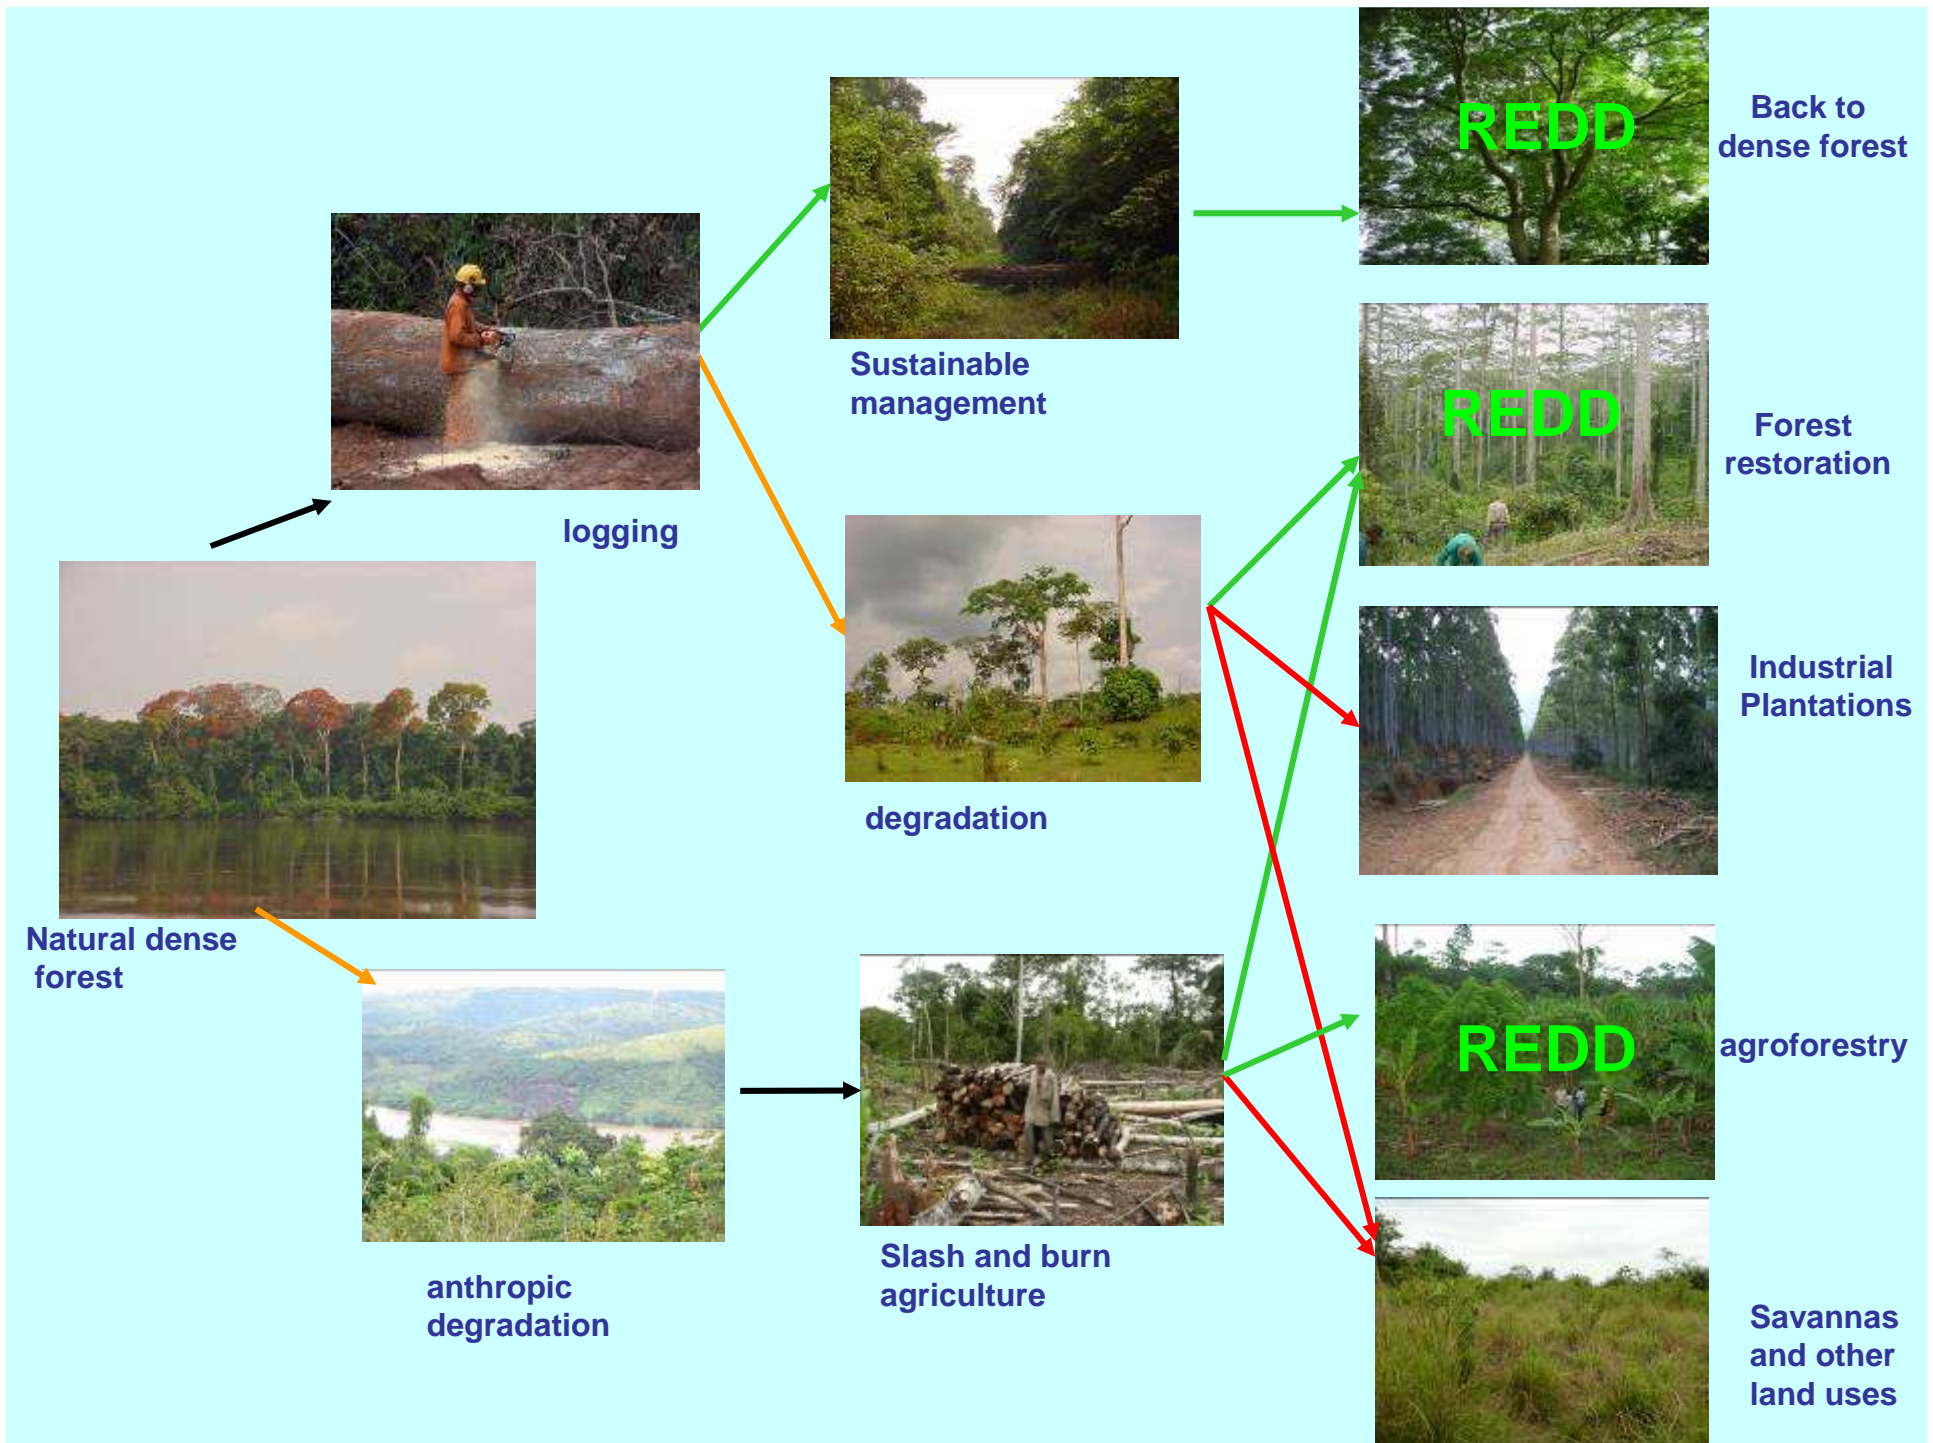 REDD
Back to
dense forest
Sustainable
management
REDD
Forest
restoration
logging
Industrial
Plantations
degradation
Natural dense
forest
REDD
agroforestry
anthropic
degradation
Slash and burn
agriculture
Savannas
and other
land uses